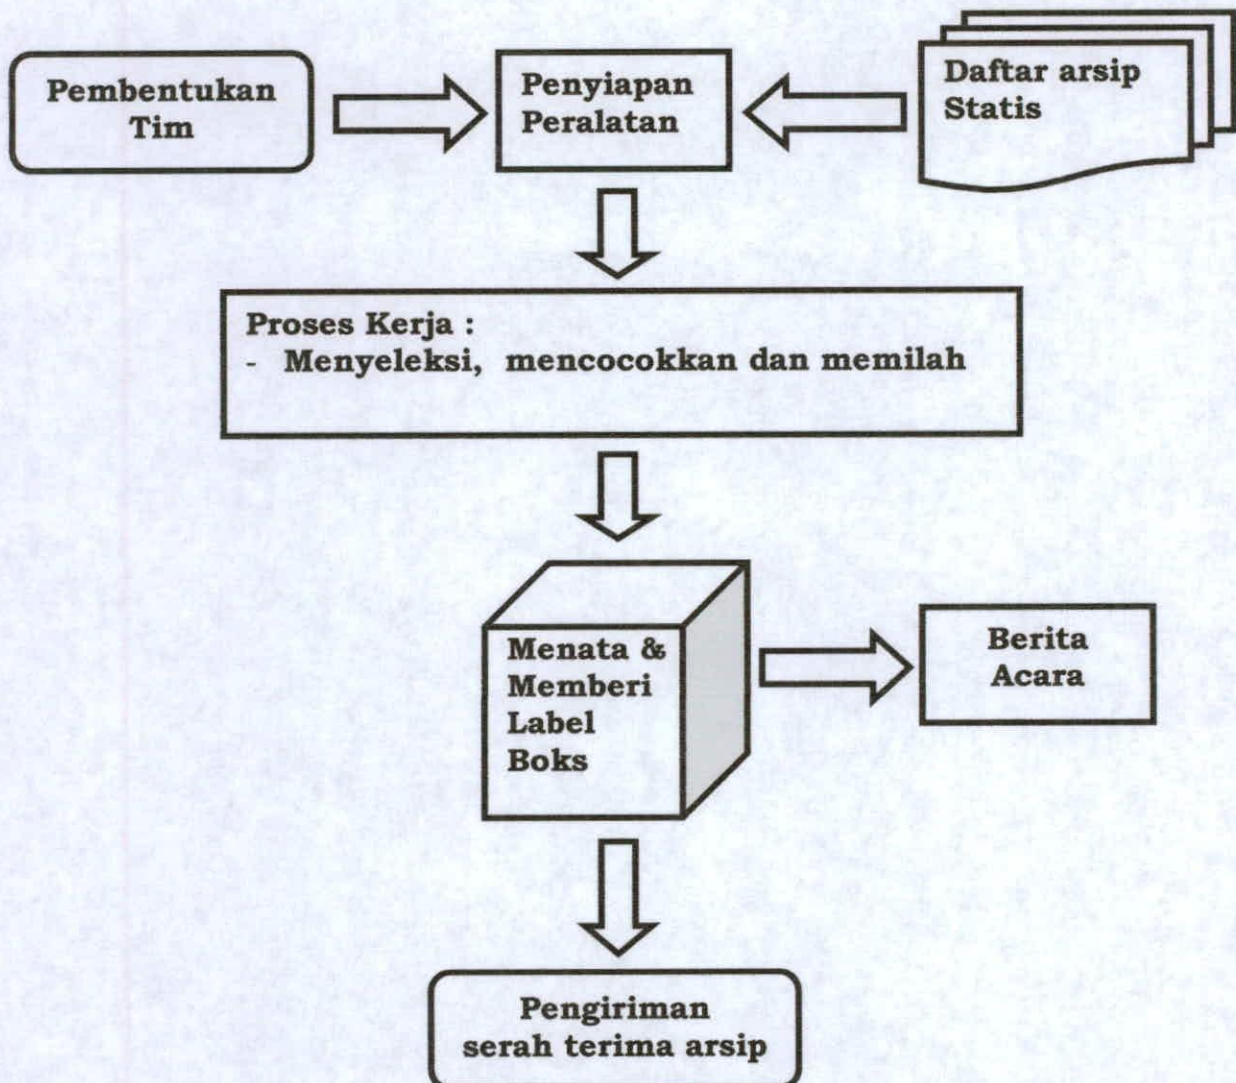 Pembentukan
Tim
Penyiapan
Peralatan
Daftar arsip
Statis
Proses Kerja :
- Menyeleksi, mencocokkan dan memilah
Menata &
Memberi
Label
Boks
Berita
Acara
Pengiriman
serah terima arsip